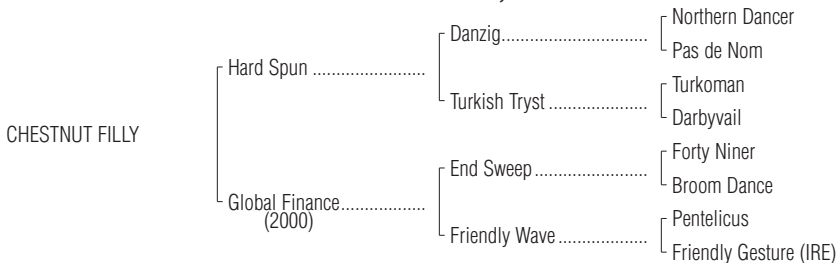 Northern Dancer
Danzig................................
Pas de Nom
Hard Spun ........................
Turkoman
Turkish Tryst .....................
Darbyvail
CHESTNUT FILLY
Forty Niner
End Sweep ........................
Broom Dance
Global Finance..................
(2000)
Pentelicus
Friendly Wave ...................
Friendly Gesture (IRE)